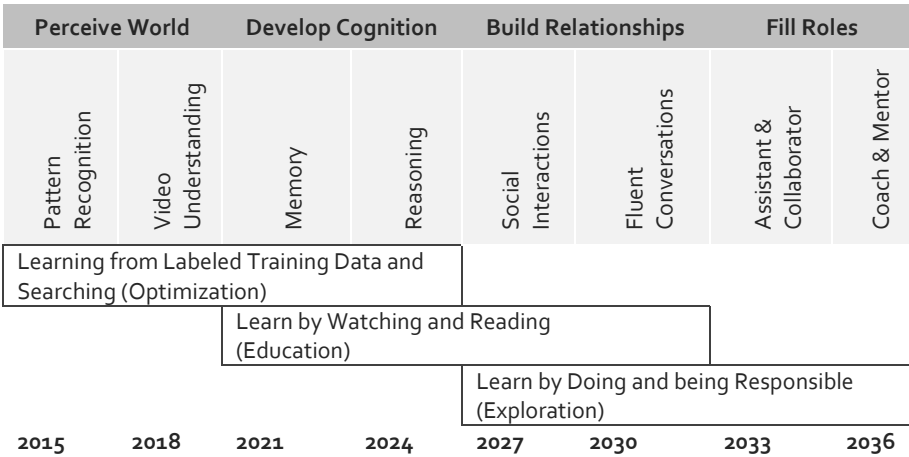 Perceive World
Develop Cognition
Build Relationships
Fill Roles
Pattern
Recognition
Video
Understanding
Memory
Reasoning
Social
Interactions
Fluent
Conversations
Assistant &
Collaborator
Coach & Mentor
Learning from Labeled Training Data and
Searching (Optimization)
Learn by Watching and Reading
(Education)
Learn by Doing and being Responsible
(Exploration)
2015 2018 2021 2024 2027 2030 2033 2036